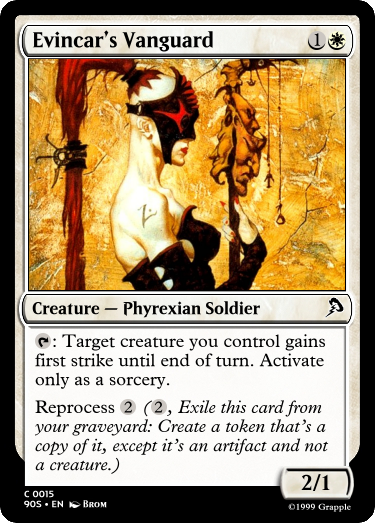 Evincar's Vanguard 1
Creature — Phyrexian Soldier
: Target creature you control gains
first strike until end of turn. Activate
only as a sorcery.
Reprocess 2 (2, Exile this card from
your graveyard: Create a token that's a
copy of it, except it's an artifact and not
a creature.)
2/1
C 0015
90S • EN BROM
©1999 Grapple